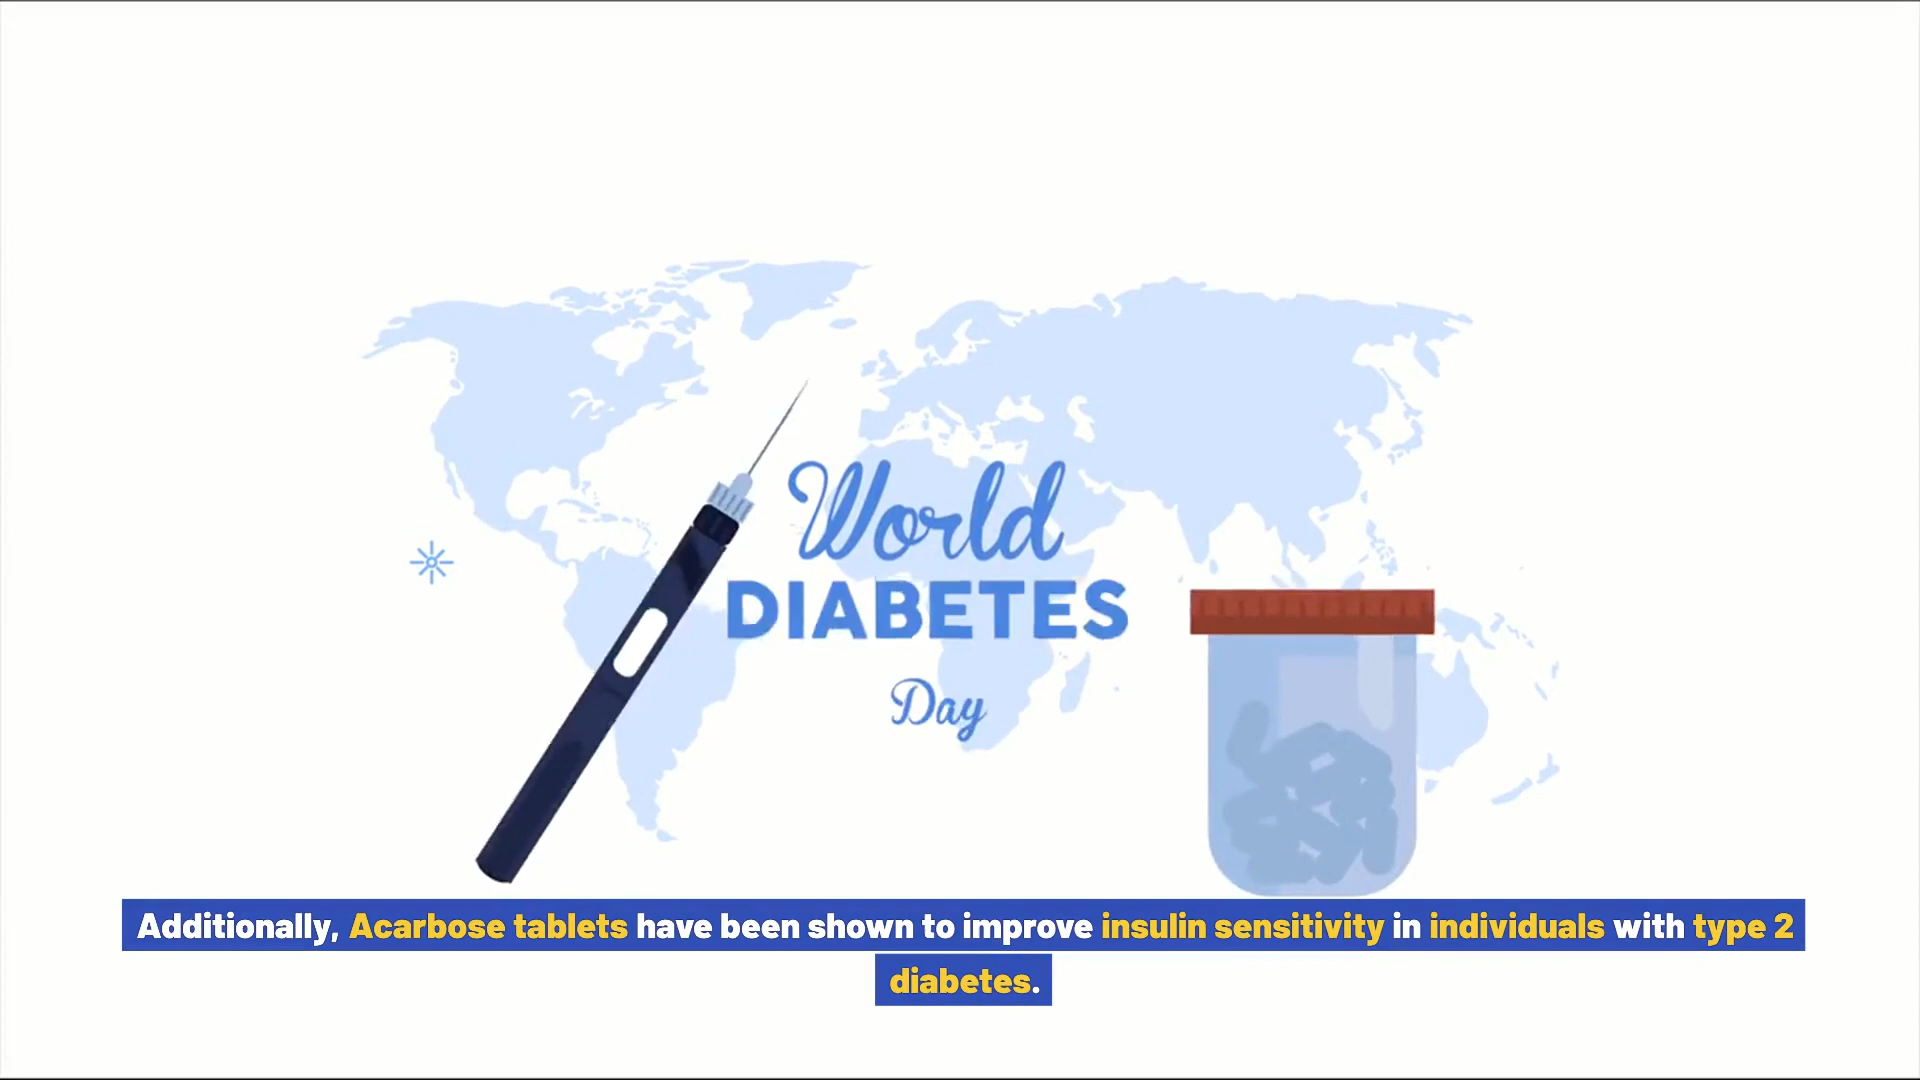 World
DIABETES
Day
Additionally, Acarbose tablets have been shown to improve insulin sensitivity in individuals with type 2
diabetes.